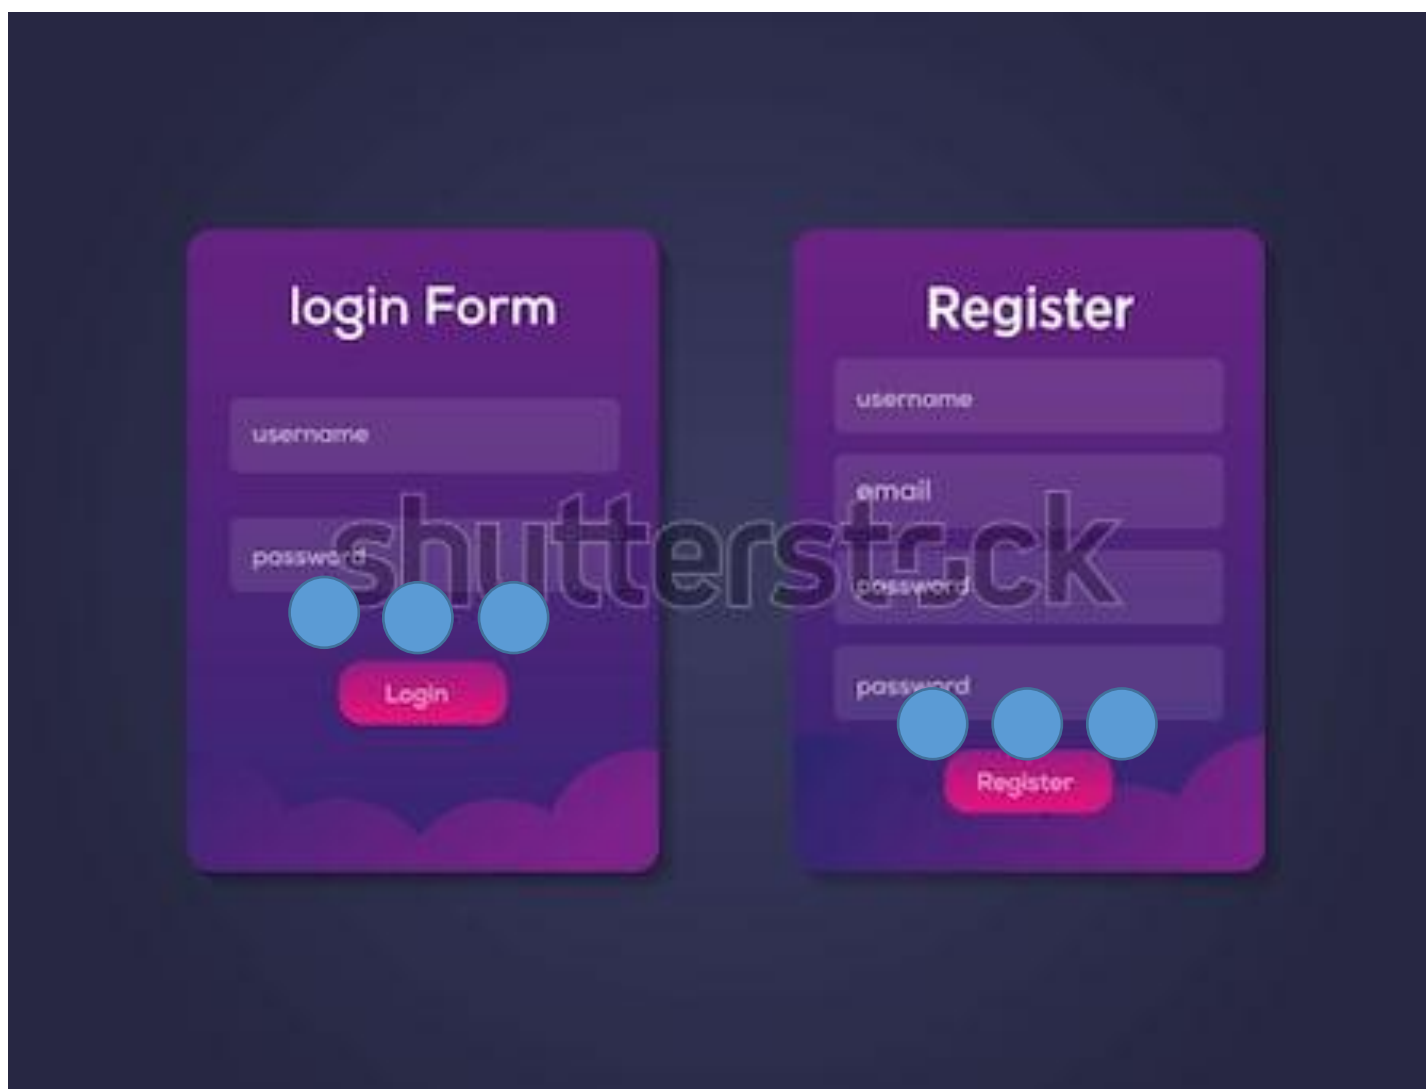 login Form
username
password
Login
Register
username
email
password
password
Register
shutterstock